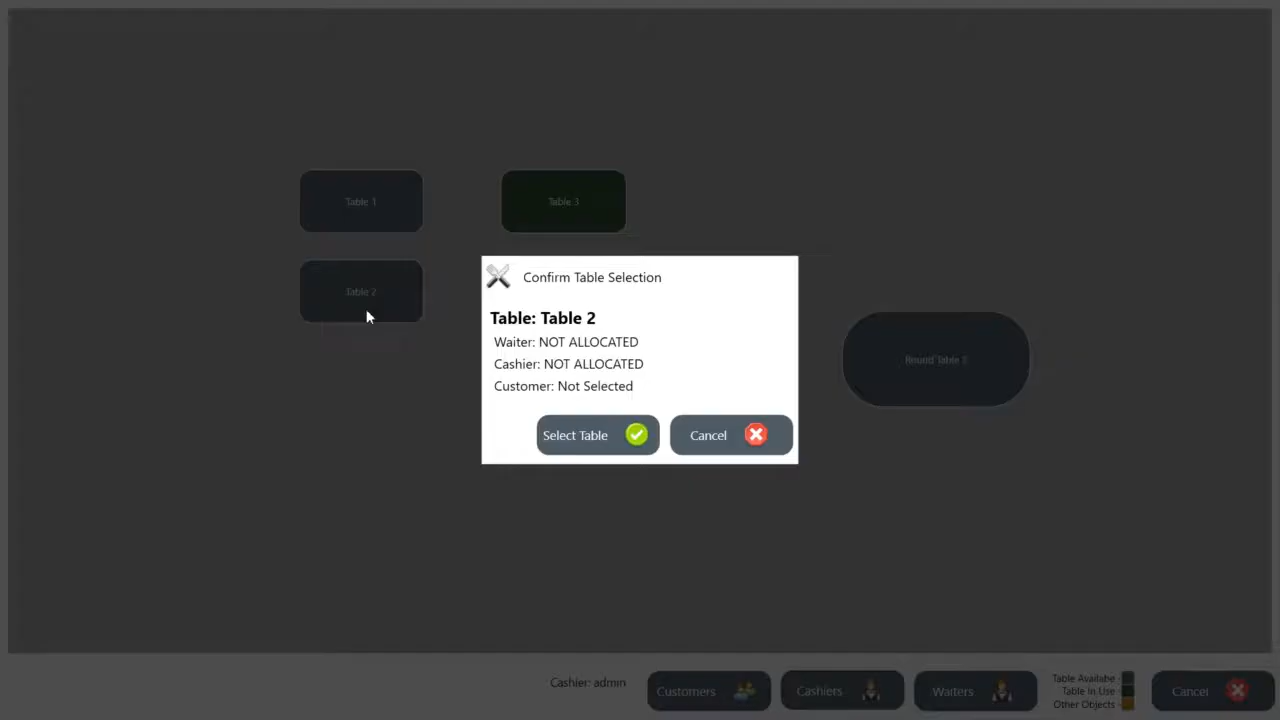 Table 1
Table 3
Table 2
Confirm Table Selection
Table: Table 2
Waiter: NOT ALLOCATED
Cashier: NOT ALLOCATED
Customer: Not Selected
Select Table
Cancel
Round Table
Cashier: admin
Customers
Cashiers
Waiters
Table Availabe -
Table In Use -
Other Objects -
Cancel